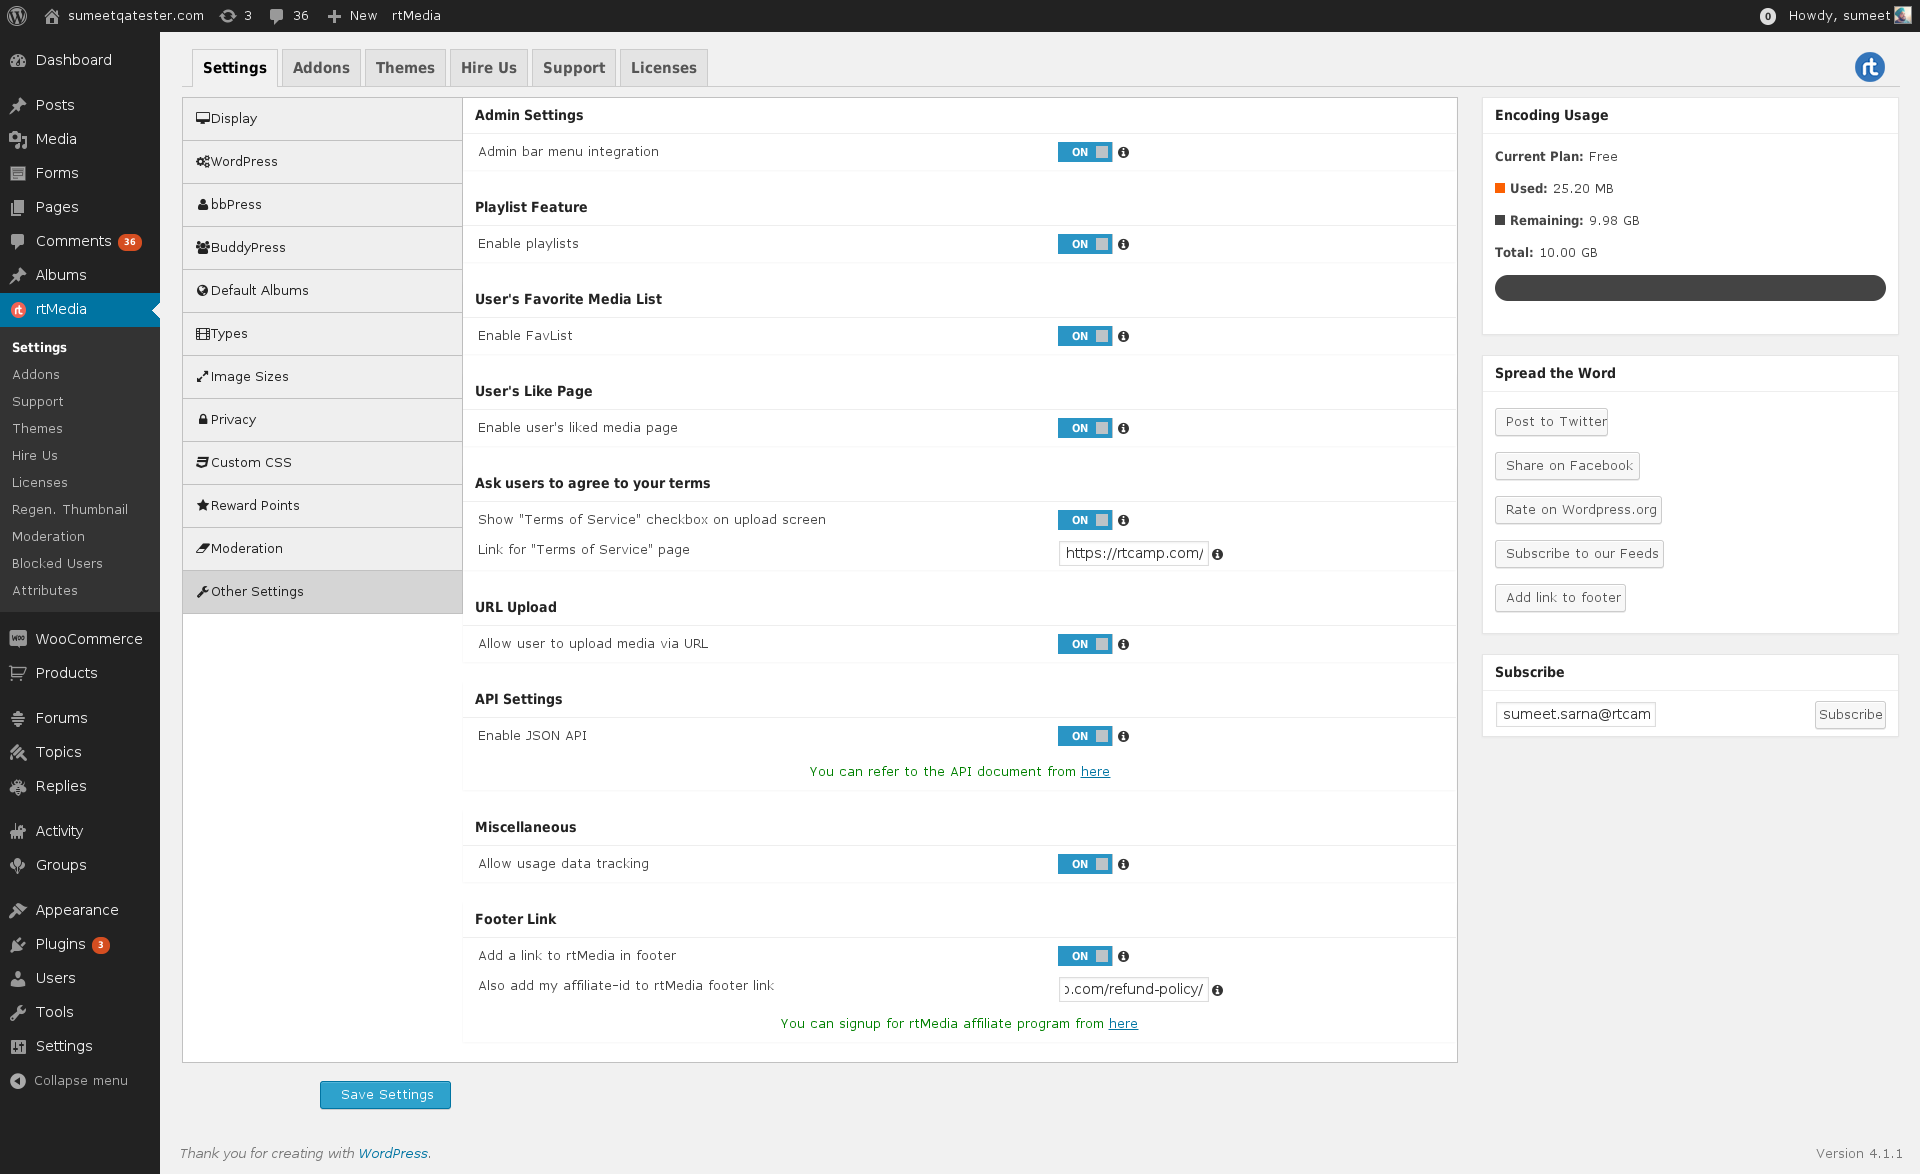 sumeetqatester.com 3 36 New rtMedia 0 Howdy, sumeet
Dashboard
Posts
Media
Forms
Pages
Comments 36
Albums
rtMedia
Settings
Addons
Support
Themes
Hire Us
Licenses
Regen. Thumbnail
Moderation
Blocked Users
Attributes
WooCommerce
Products
Forums
Topics
Replies
Activity
Groups
Appearance
Plugins 3
Users
Tools
Settings
Collapse menu
Settings Addons Themes Hire Us Support Licenses
rt
Display
WordPress
bbPress
BuddyPress
Default Albums
Types
Image Sizes
Privacy
Custom CSS
Reward Points
Moderation
Other Settings
Admin Settings
Admin bar menu integration ON
Playlist Feature
Enable playlists ON
User's Favorite Media List
Enable FavList ON
User's Like Page
Enable user's liked media page ON
Ask users to agree to your terms
Show "Terms of Service" checkbox on upload screen ON
Link for "Terms of Service" page https://rtcamp.com/
URL Upload
Allow user to upload media via URL ON
API Settings
Enable JSON API ON
You can refer to the API document from here
Miscellaneous
Allow usage data tracking ON
Footer Link
Add a link to rtMedia in footer ON
Also add my affiliate-id to rtMedia footer link .com/refund-policy/
You can signup for rtMedia affiliate program from here
Save Settings
Encoding Usage
Current Plan: Free
Used: 25.20 MB
Remaining: 9.98 GB
Total: 10.00 GB
Spread the Word
Post to Twitter
Share on Facebook
Rate on Wordpress.org
Subscribe to our Feeds
Add link to footer
Subscribe
sumeet.sarna@rtcam Subscribe
Thank you for creating with WordPress.
Version 4.1.1